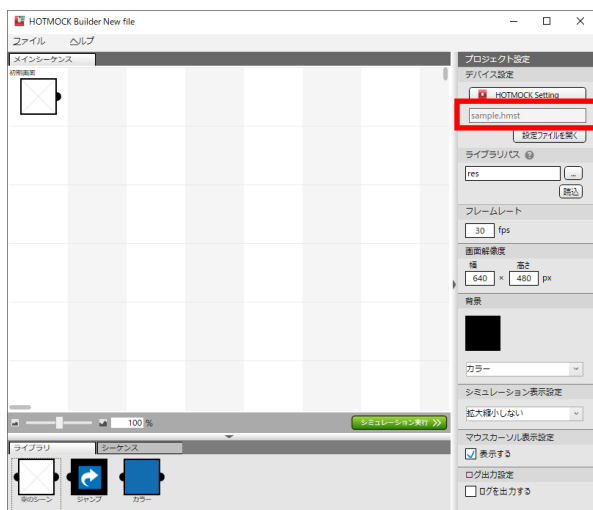 HOTMOCK Builder New file
ファイル ヘルプ
メインシーケンス
初期画面
プロジェクト設定
デバイス設定
HOTMOCK Setting
sample.hmst
設定ファイルを開く
ライブラリパス ?
res ...
読込
フレームレート
30 fps
画面解像度
幅 高さ
640 × 480 px
背景
カラー
シミュレーション表示設定
拡大縮小しない
マウスカーソル表示設定
表示する
ログ出力設定
ログを出力する
100 %
シミュレーション実行
ライブラリ シーケンス
空のシーン ジャンプ カラー